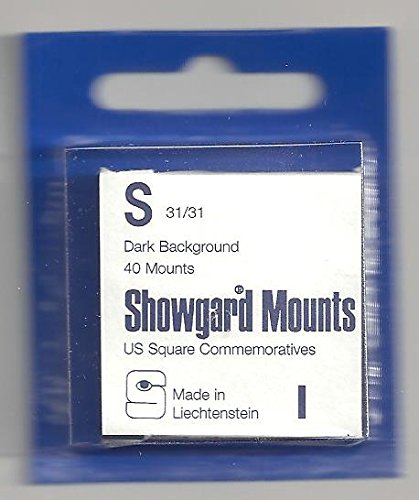 S 31/31
Dark Background
40 Mounts
Showgard® Mounts
US Square Commemoratives
S Made in
Liechtenstein I